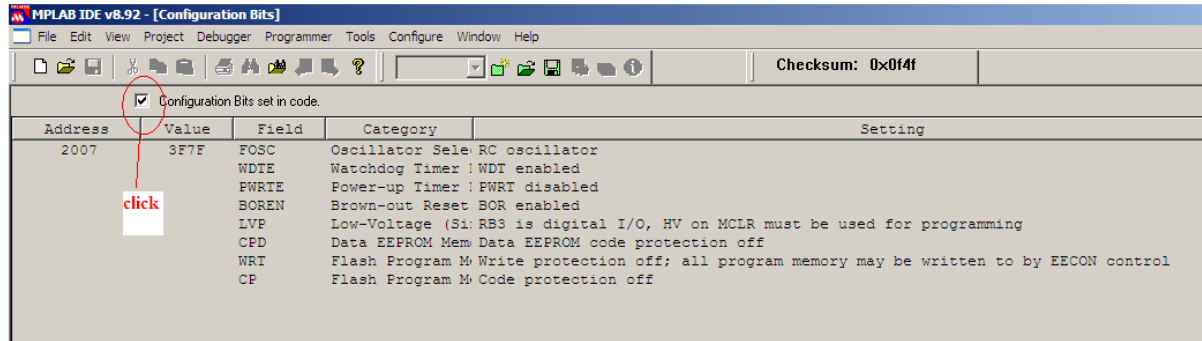 MPLAB IDE v8.92 - [Configuration Bits]
File Edit View Project Debugger Programmer Tools Configure Window Help
Checksum: 0x0f4f
Configuration Bits set in code.
Address Value Field Category Setting
2007 3F7F FOSC Oscillator Sele RC oscillator
WDTE Watchdog Timer WDT enabled
PWRTE Power-up Timer PWRT disabled
click
BOREN Brown-out Reset BOR enabled
LVP Low-Voltage (Si RB3 is digital I/O, HV on MCLR must be used for programming
CPD Data EEPROM Mem Data EEPROM code protection off
WRT Flash Program M Write protection off; all program memory may be written to by EECON control
CP Flash Program M Code protection off